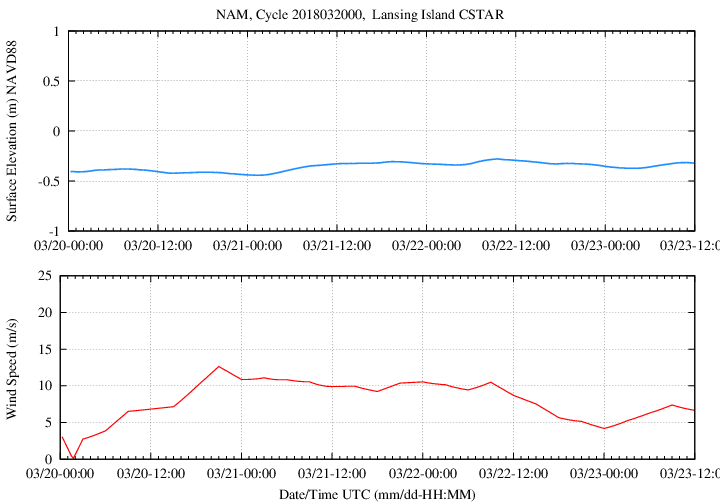 NAM, Cycle 2018032000,  Lansing Island CSTAR
Surface Elevation (m) NAVD88
1
0.5
0
-0.5
-1
03/20-00:00 03/20-12:00 03/21-00:00 03/21-12:00 03/22-00:00 03/22-12:00 03/23-00:00 03/23-12:0
Wind Speed (m/s)
25
20
15
10
5
0
03/20-00:00 03/20-12:00 03/21-00:00 03/21-12:00 03/22-00:00 03/22-12:00 03/23-00:00 03/23-12:0
Date/Time UTC (mm/dd-HH:MM)